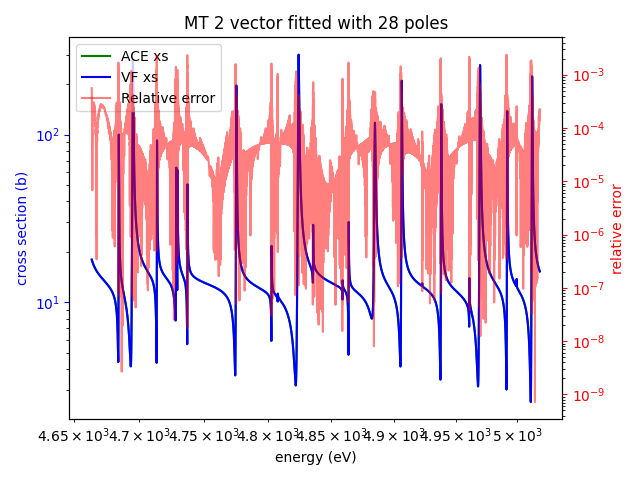 MT 2 vector fitted with 28 poles
ACE xs
VF xs
Relative error
cross section (b)
10²
10¹
relative error
10⁻³
10⁻⁴
10⁻⁵
10⁻⁶
10⁻⁷
10⁻⁸
10⁻⁹
4.65 × 10³ 4.7 × 10³ 4.75 × 10³ 4.8 × 10³ 4.85 × 10³ 4.9 × 10³ 4.95 × 10³ 5 × 10³
energy (eV)